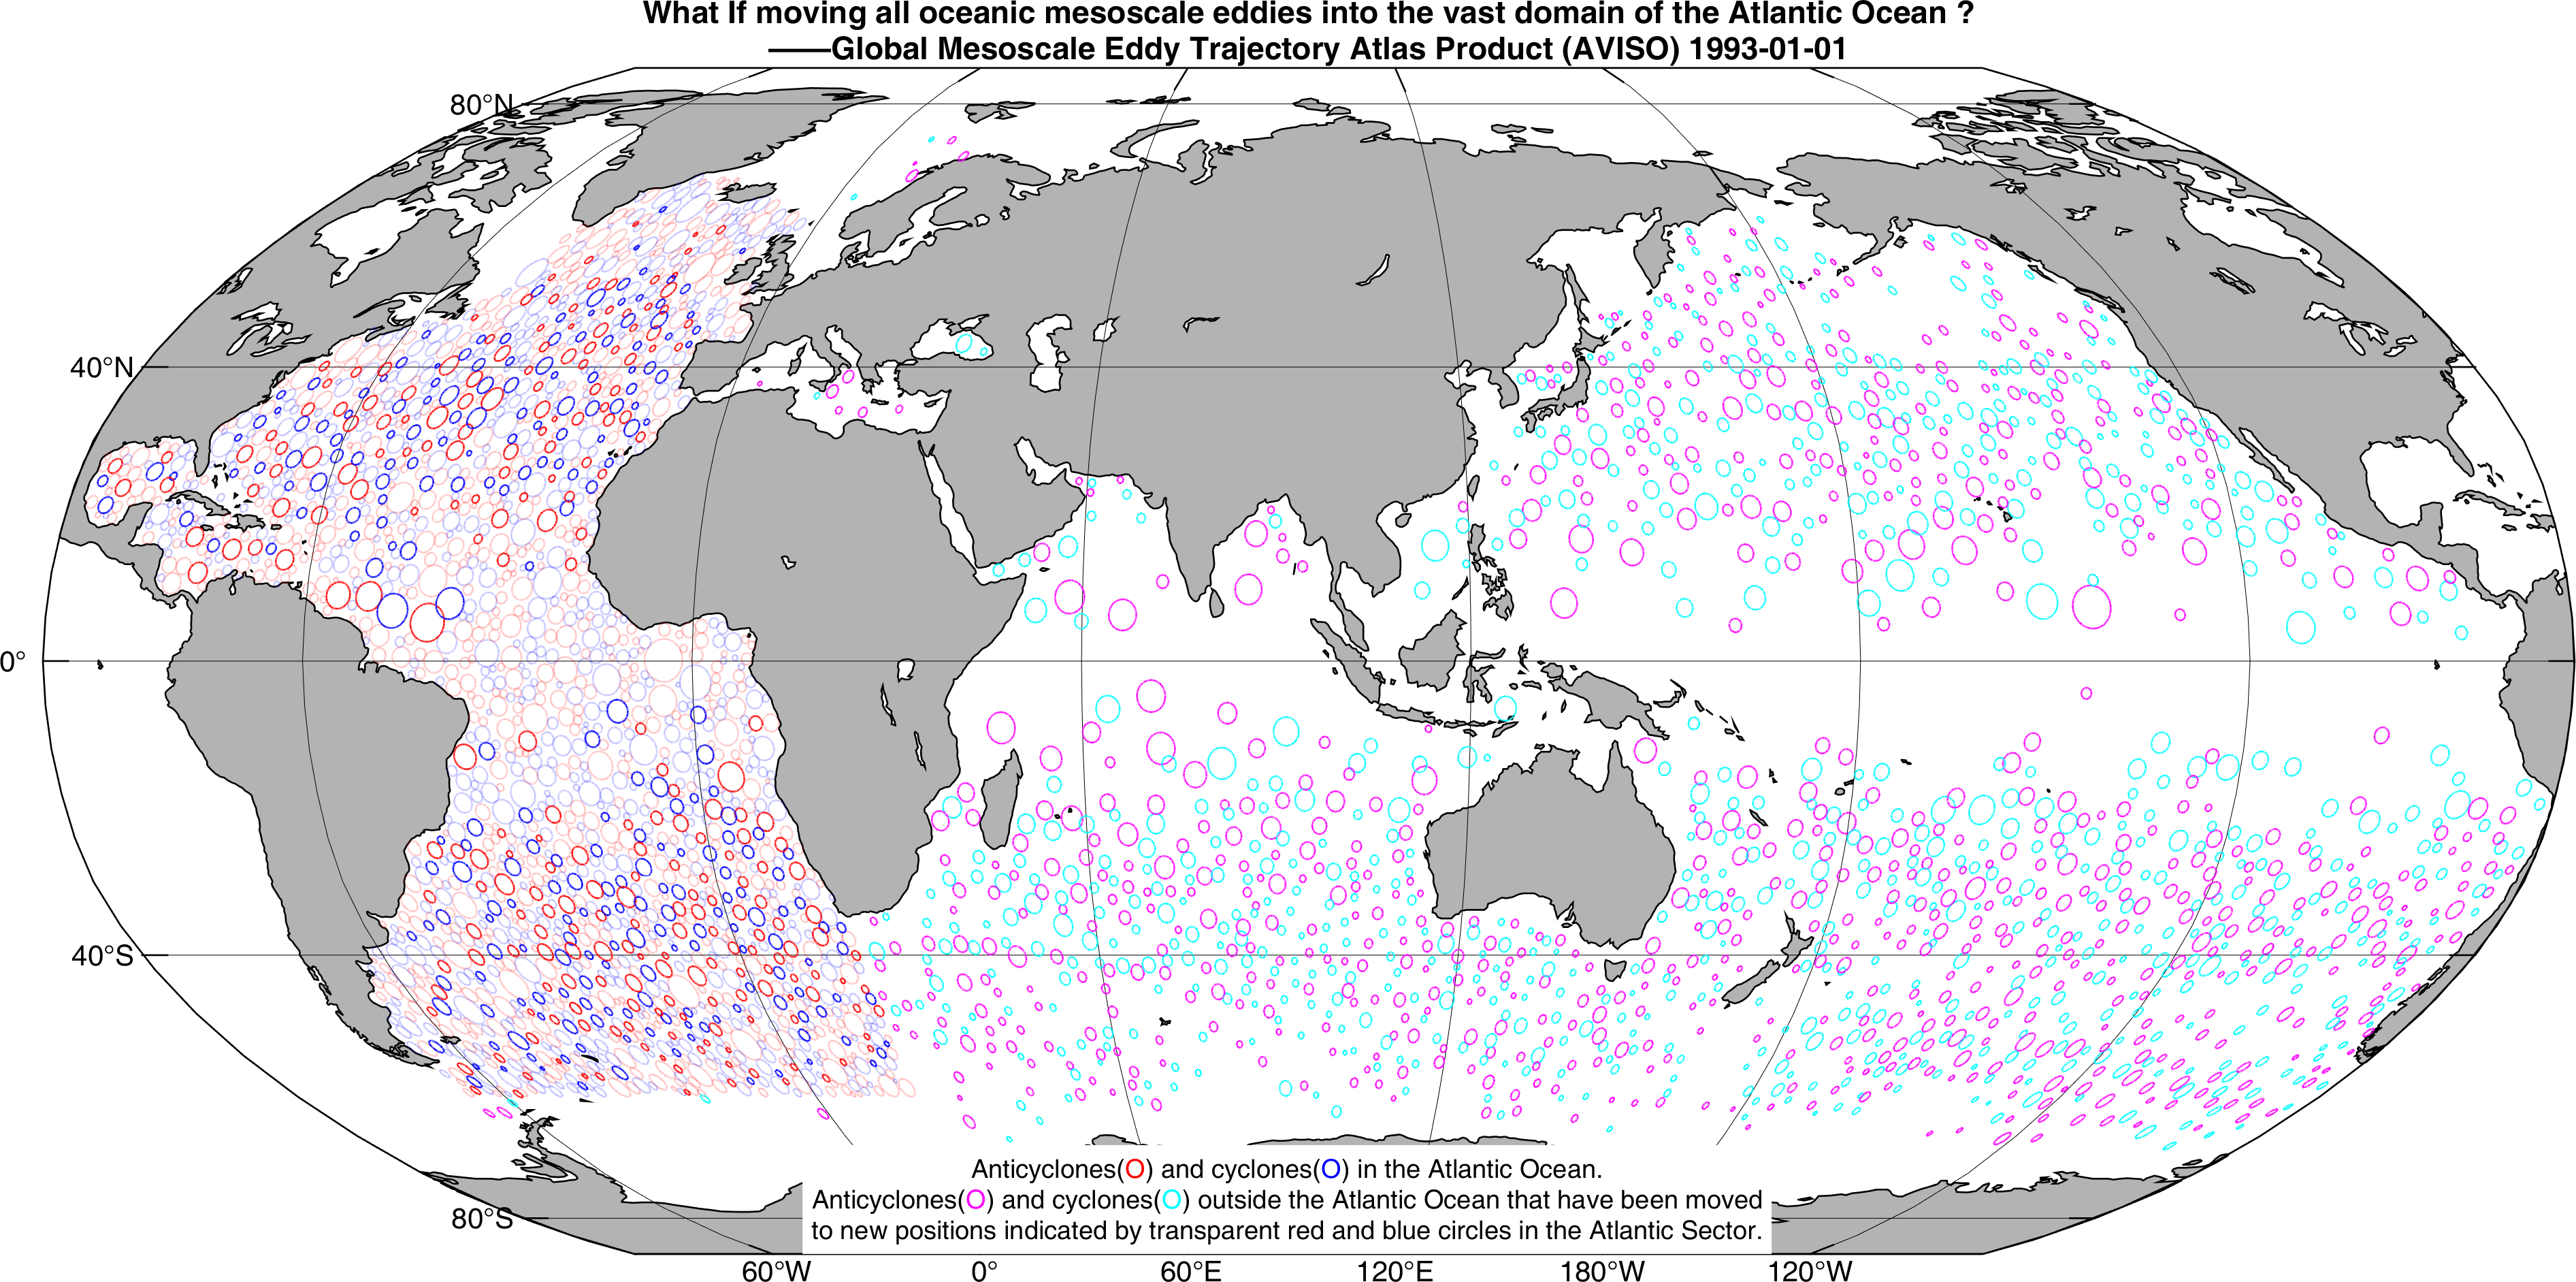 What If moving all oceanic mesoscale eddies into the vast domain of the Atlantic Ocean ?
——Global Mesoscale Eddy Trajectory Atlas Product (AVISO) 1993-01-01
80°N
40°N
0°
40°S
80°S
Anticyclones(O) and cyclones(O) in the Atlantic Ocean.
Anticyclones(O) and cyclones(O) outside the Atlantic Ocean that have been moved
to new positions indicated by transparent red and blue circles in the Atlantic Sector.
60°W 0° 60°E 120°E 180°W 120°W